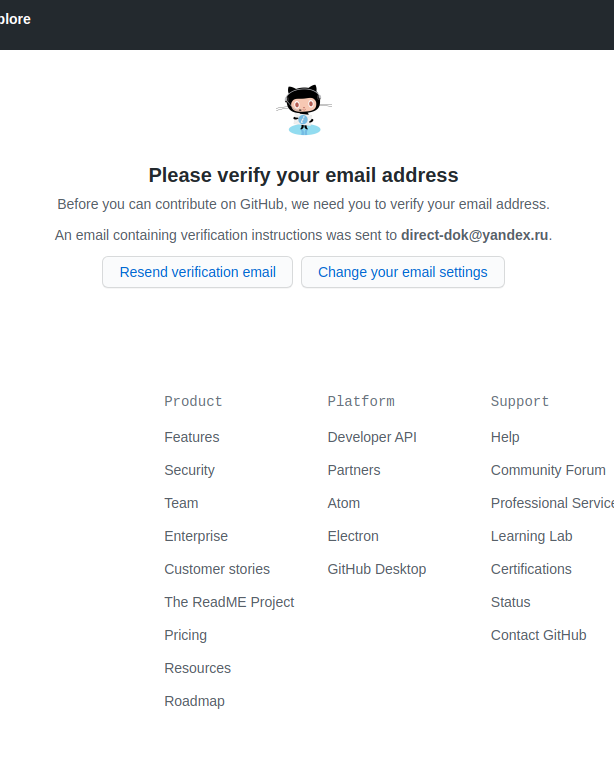 plore
Please verify your email address
Before you can contribute on GitHub, we need you to verify your email address.
An email containing verification instructions was sent to direct-dok@yandex.ru.
Resend verification email
Change your email settings
Product
Features
Security
Team
Enterprise
Customer stories
The ReadME Project
Pricing
Resources
Roadmap
Platform
Developer API
Partners
Atom
Electron
GitHub Desktop
Support
Help
Community Forum
Professional Service
Learning Lab
Certifications
Status
Contact GitHub